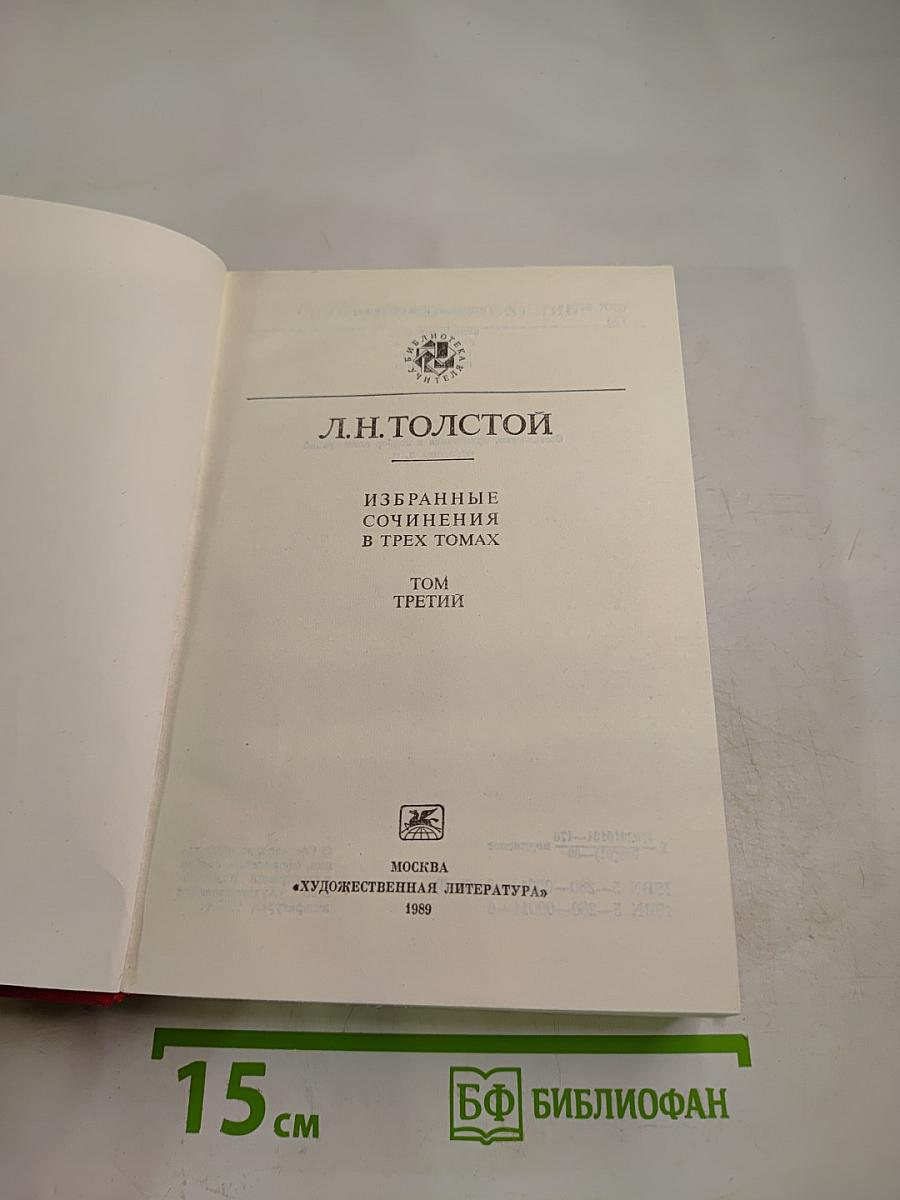 БИБЛИОТЕКА
УЧИТЕЛЯ
Л.Н.ТОЛСТОЙ
ИЗБРАННЫЕ
СОЧИНЕНИЯ
В ТРЕХ ТОМАХ
ТОМ
ТРЕТИЙ
МОСКВА
«ХУДОЖЕСТВЕННАЯ ЛИТЕРАТУРА»
1989
15 см
БФ БИБЛИОФАН